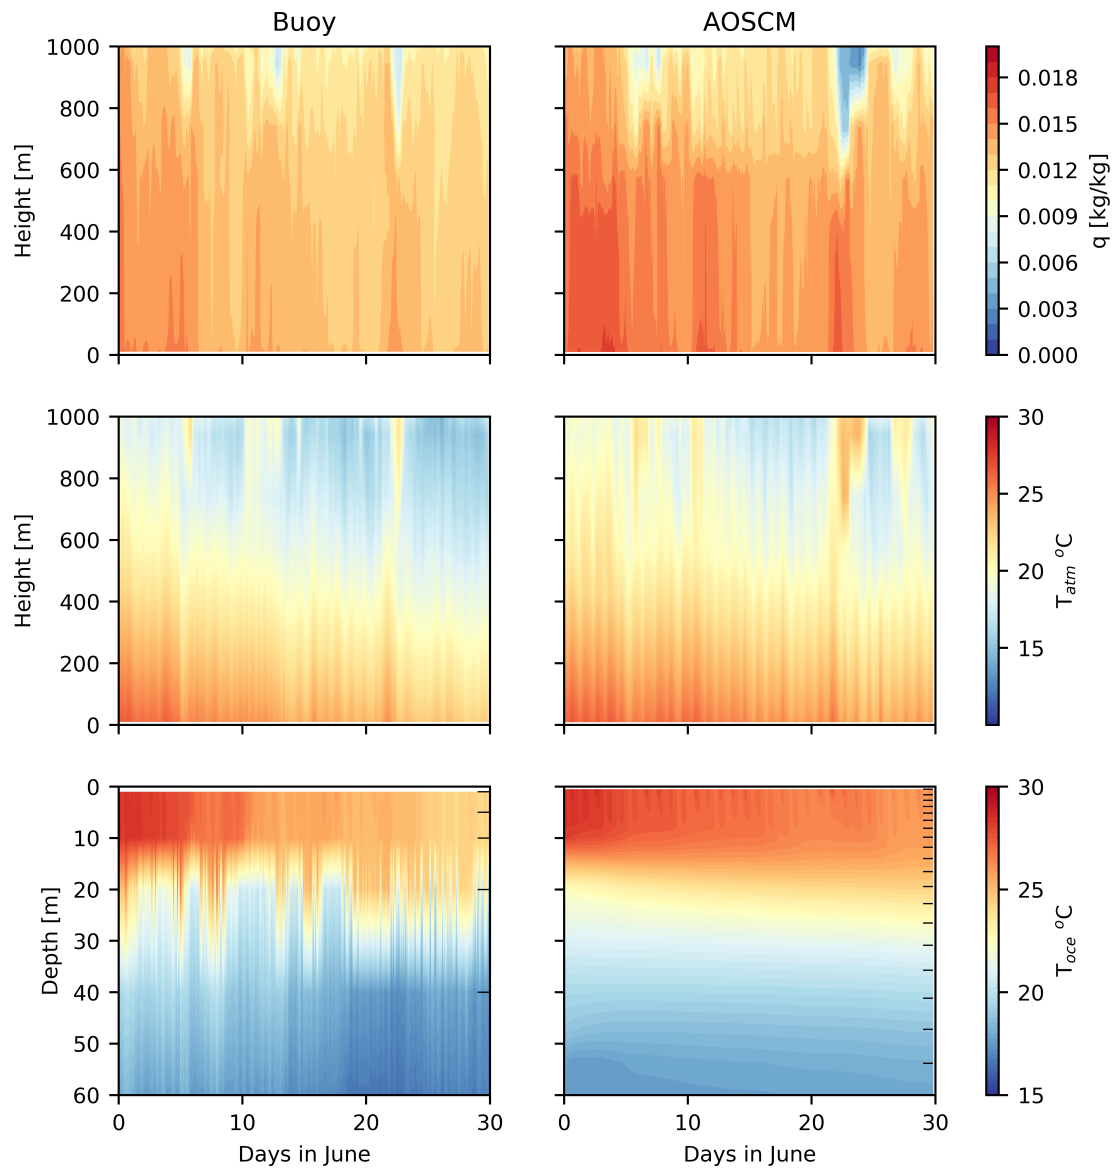 Buoy AOSCM
1000 800 600 400 200 0
Height [m]
0.018 0.015 0.012 0.009 0.006 0.003 0.000
q [kg/kg]
1000 800 600 400 200 0
Height [m]
30 25 20 15
T_atm °C
0 10 20 30 40 50 60
Depth [m]
30 25 20 15
T_oce °C
0 10 20 30 0 10 20 30
Days in June Days in June